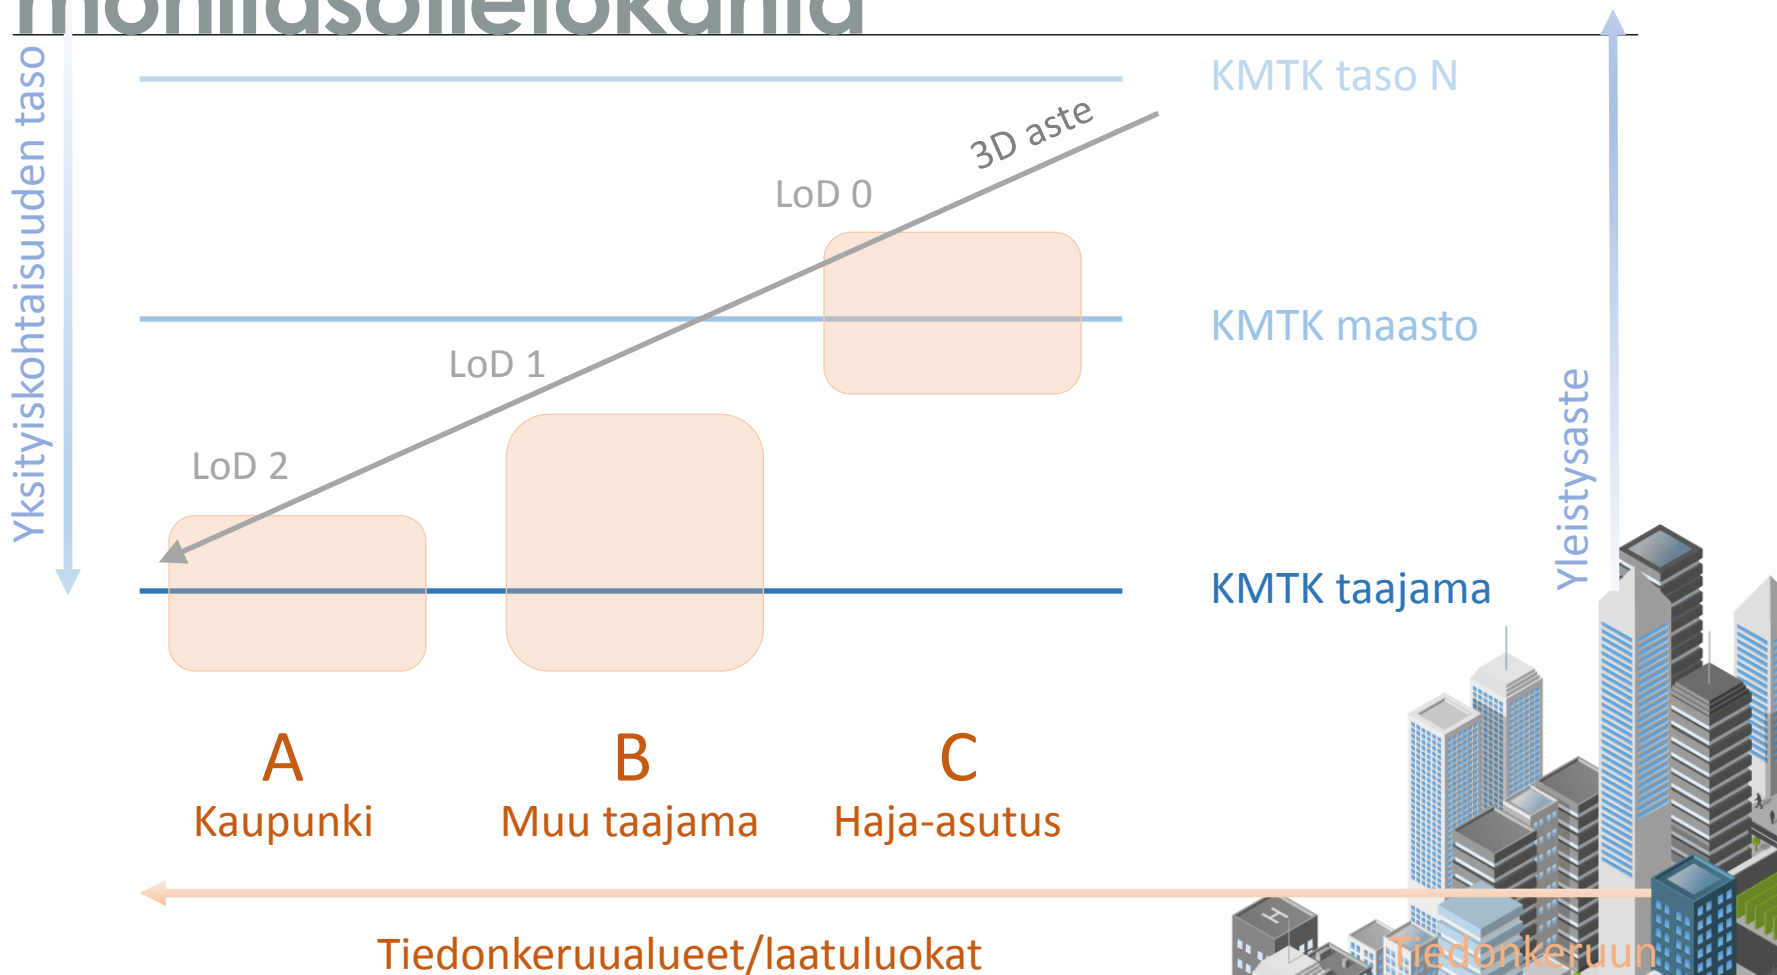 monitasotietokanta
Yksityiskohtaisuuden taso
KMTK taso N
3D aste
LoD 0
KMTK maasto
LoD 1
Yleistysaste
LoD 2
KMTK taajama
A
B
C
Kaupunki
Muu taajama
Haja-asutus
Tiedonkeruualueet/laatuluokat
Tiedonkeruun
H